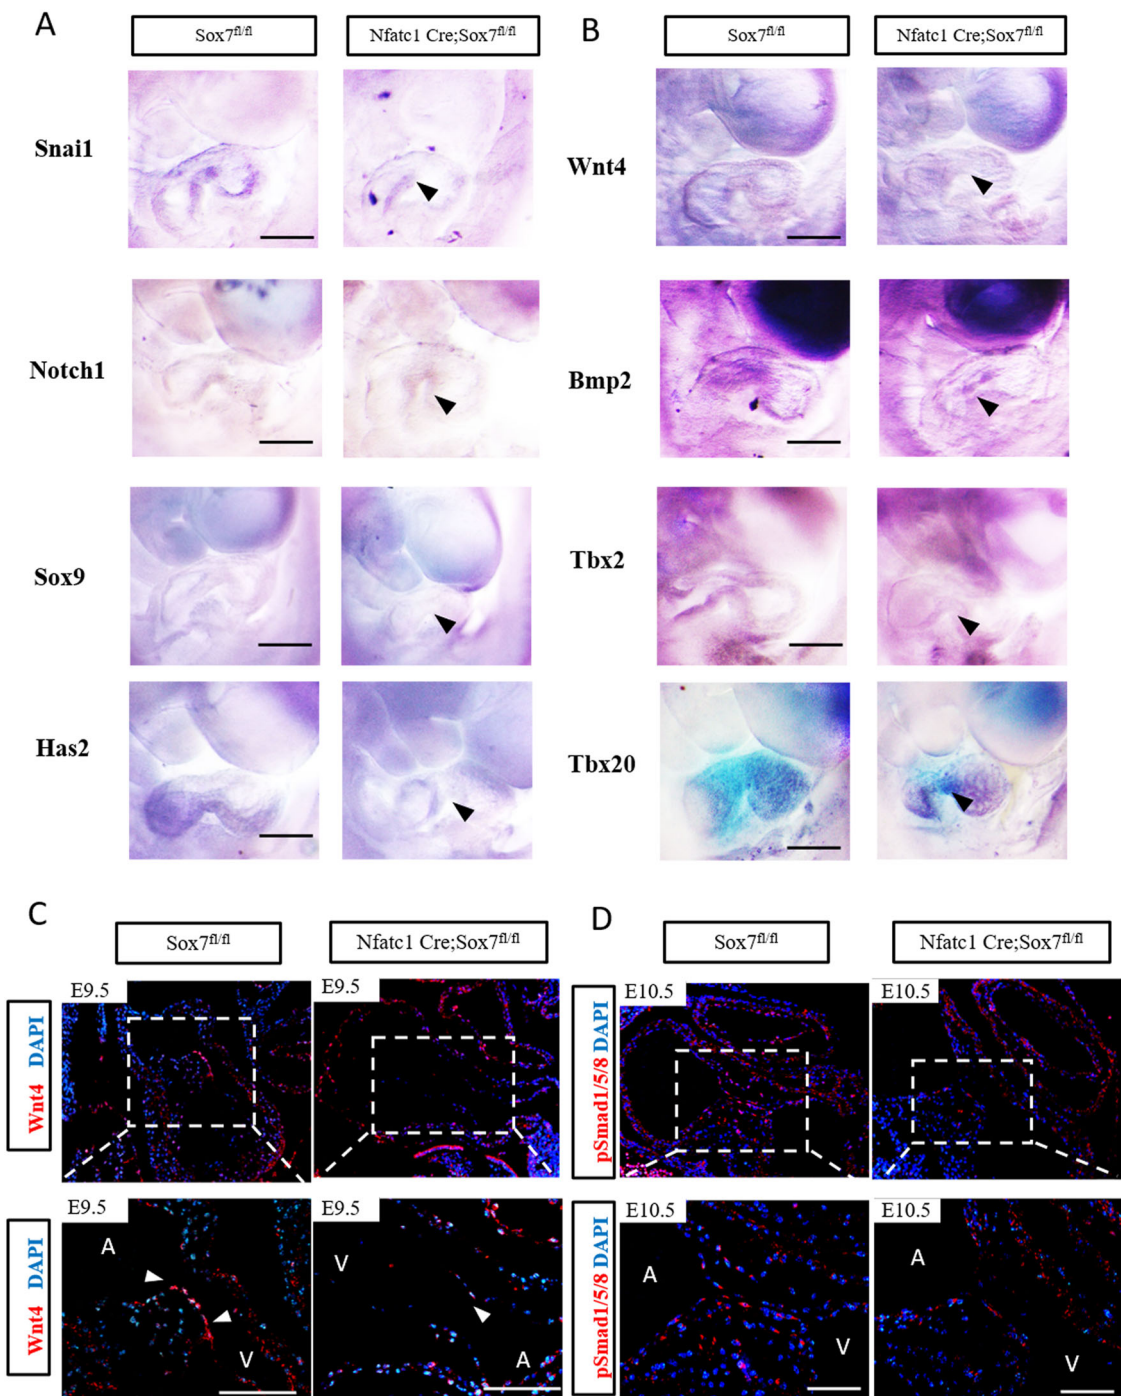 A
Sox7fl/fl
Nfatc1 Cre;Sox7fl/fl
B
Sox7fl/fl
Nfatc1 Cre;Sox7fl/fl
Snai1
Wnt4
Notch1
Bmp2
Sox9
Tbx2
Has2
Tbx20
C
Sox7fl/fl
Nfatc1 Cre;Sox7fl/fl
D
Sox7fl/fl
Nfatc1 Cre;Sox7fl/fl
Wnt4 DAPI
E9.5
E9.5
pSmad1/5/8 DAPI
E10.5
E10.5
Wnt4 DAPI
E9.5
A
V
E9.5
V
A
pSmad1/5/8 DAPI
E10.5
A
V
E10.5
A
V